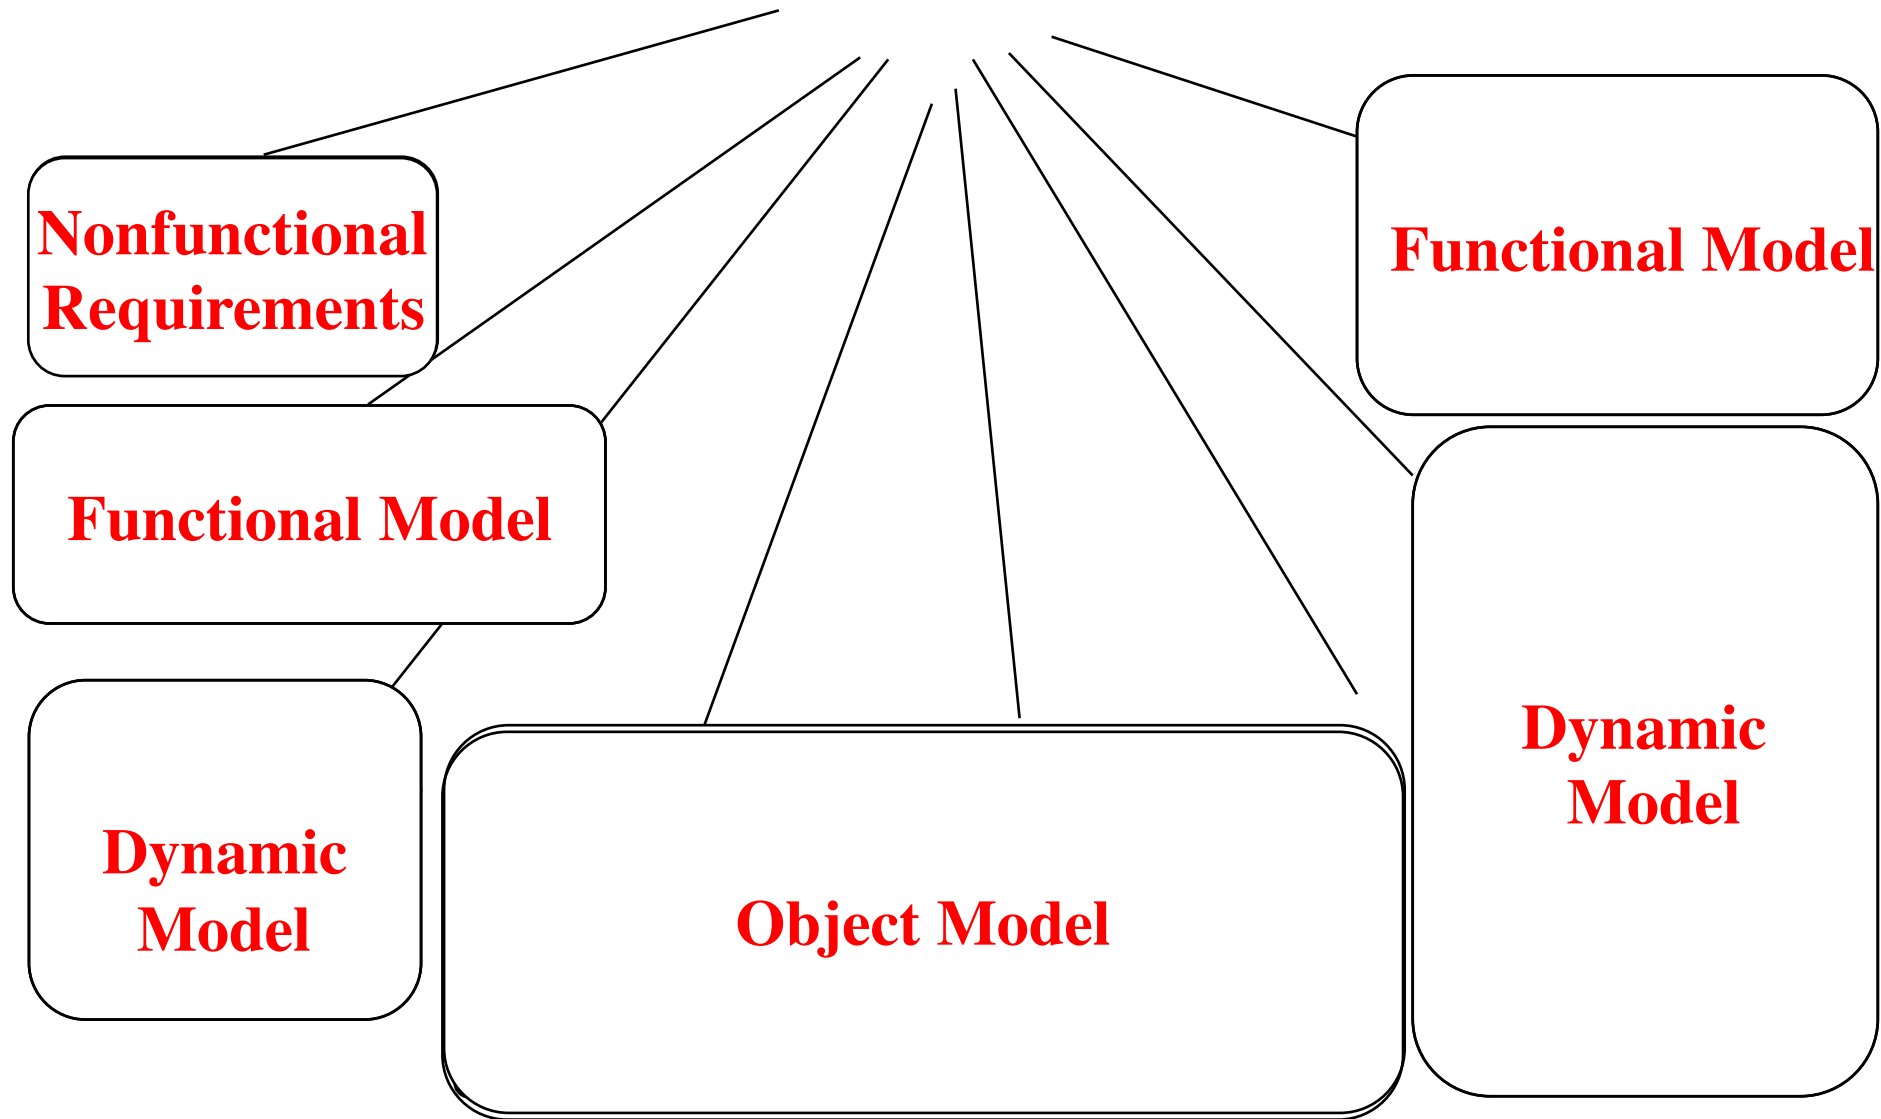 Nonfunctional
Requirements
Functional Model
Functional Model
Dynamic
Model
Dynamic
Model
Object Model